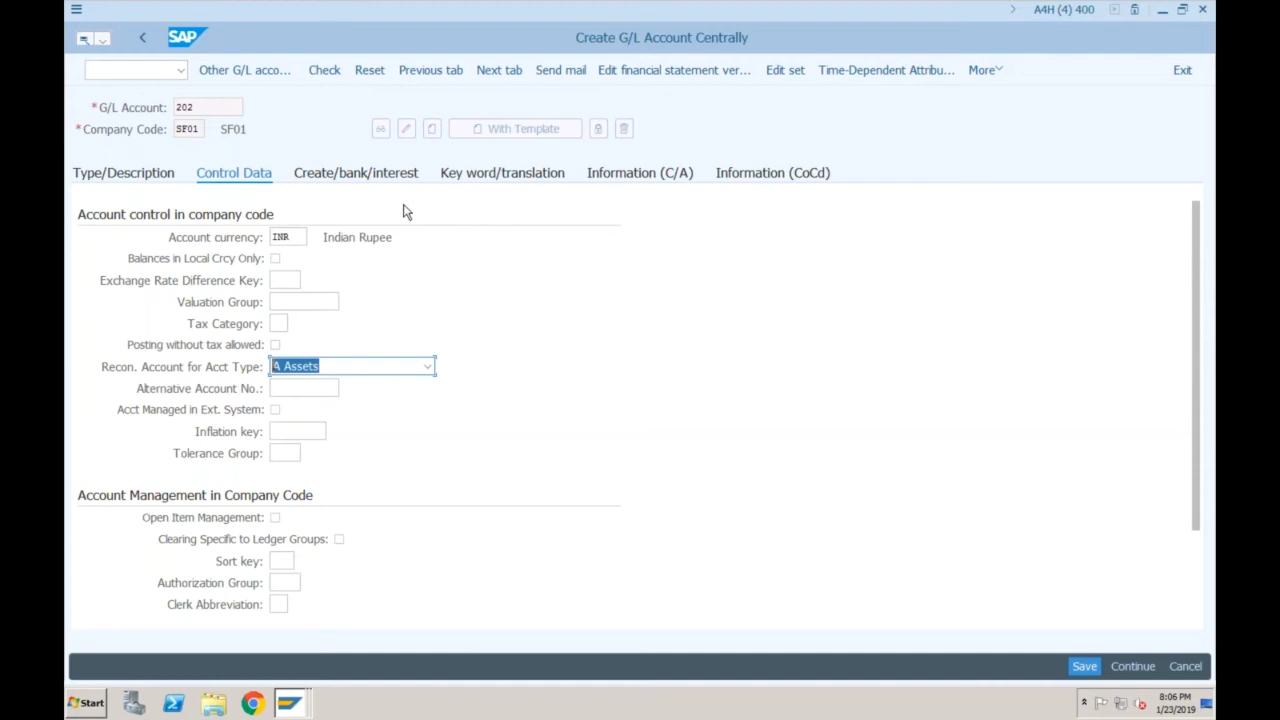 A4H (4) 400
SAP
Create G/L Account Centrally
Other G/L acco... Check Reset Previous tab Next tab Send mail Edit financial statement ver... Edit set Time-Dependent Attribu... More Exit
*G/L Account: 202
*Company Code: SF01 SF01 With Template
Type/Description Control Data Create/bank/interest Key word/translation Information (C/A) Information (CoCd)
Account control in company code
Account currency: INR Indian Rupee
Balances in Local Crcy Only:
Exchange Rate Difference Key:
Valuation Group:
Tax Category:
Posting without tax allowed:
Recon. Account for Acct Type: A Assets
Alternative Account No.:
Acct Managed in Ext. System:
Inflation key:
Tolerance Group:
Account Management in Company Code
Open Item Management:
Clearing Specific to Ledger Groups:
Sort key:
Authorization Group:
Clerk Abbreviation:
Save Continue Cancel
Start 8:06 PM
1/23/2019